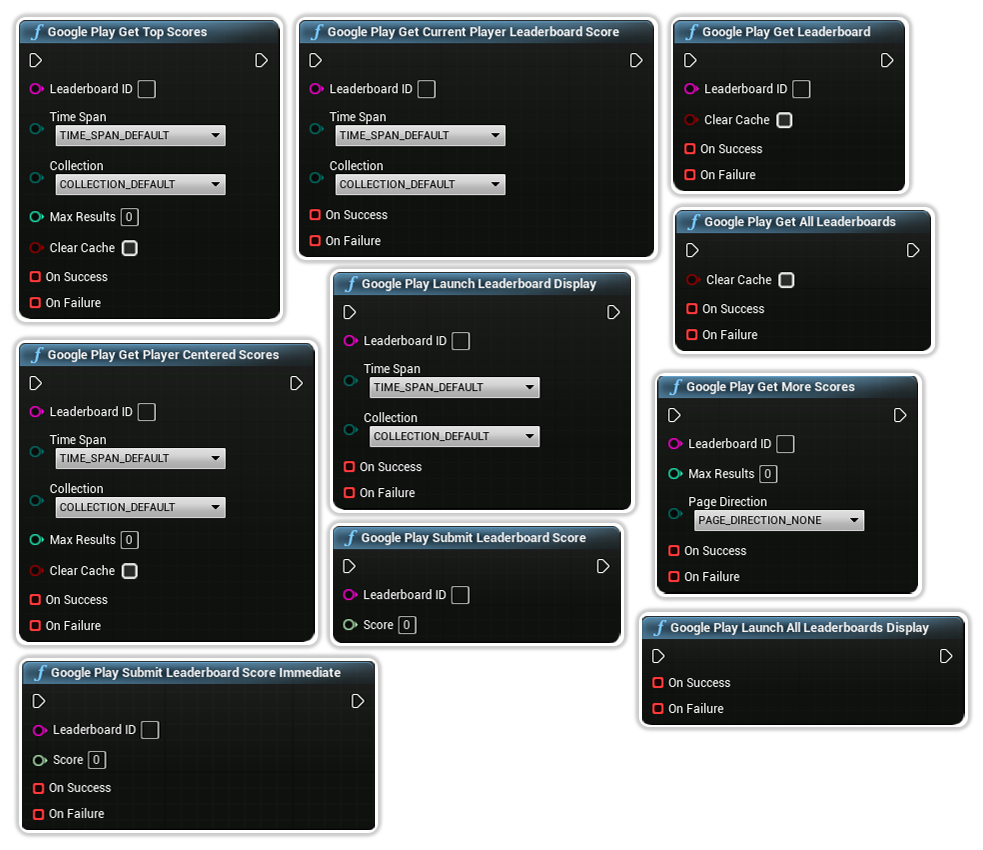 Google Play Get Top Scores
Leaderboard ID
Time Span
TIME_SPAN_DEFAULT
Collection
COLLECTION_DEFAULT
Max Results 0
Clear Cache
On Success
On Failure
Google Play Get Current Player Leaderboard Score
Leaderboard ID
Time Span
TIME_SPAN_DEFAULT
Collection
COLLECTION_DEFAULT
On Success
On Failure
Google Play Get Leaderboard
Leaderboard ID
Clear Cache
On Success
On Failure
Google Play Get All Leaderboards
Clear Cache
On Success
On Failure
Google Play Launch Leaderboard Display
Leaderboard ID
Time Span
TIME_SPAN_DEFAULT
Collection
COLLECTION_DEFAULT
On Success
On Failure
Google Play Get Player Centered Scores
Leaderboard ID
Time Span
TIME_SPAN_DEFAULT
Collection
COLLECTION_DEFAULT
Max Results 0
Clear Cache
On Success
On Failure
Google Play Get More Scores
Leaderboard ID
Max Results 0
Page Direction
PAGE_DIRECTION_NONE
On Success
On Failure
Google Play Submit Leaderboard Score
Leaderboard ID
Score 0
Google Play Launch All Leaderboards Display
On Success
On Failure
Google Play Submit Leaderboard Score Immediate
Leaderboard ID
Score 0
On Success
On Failure